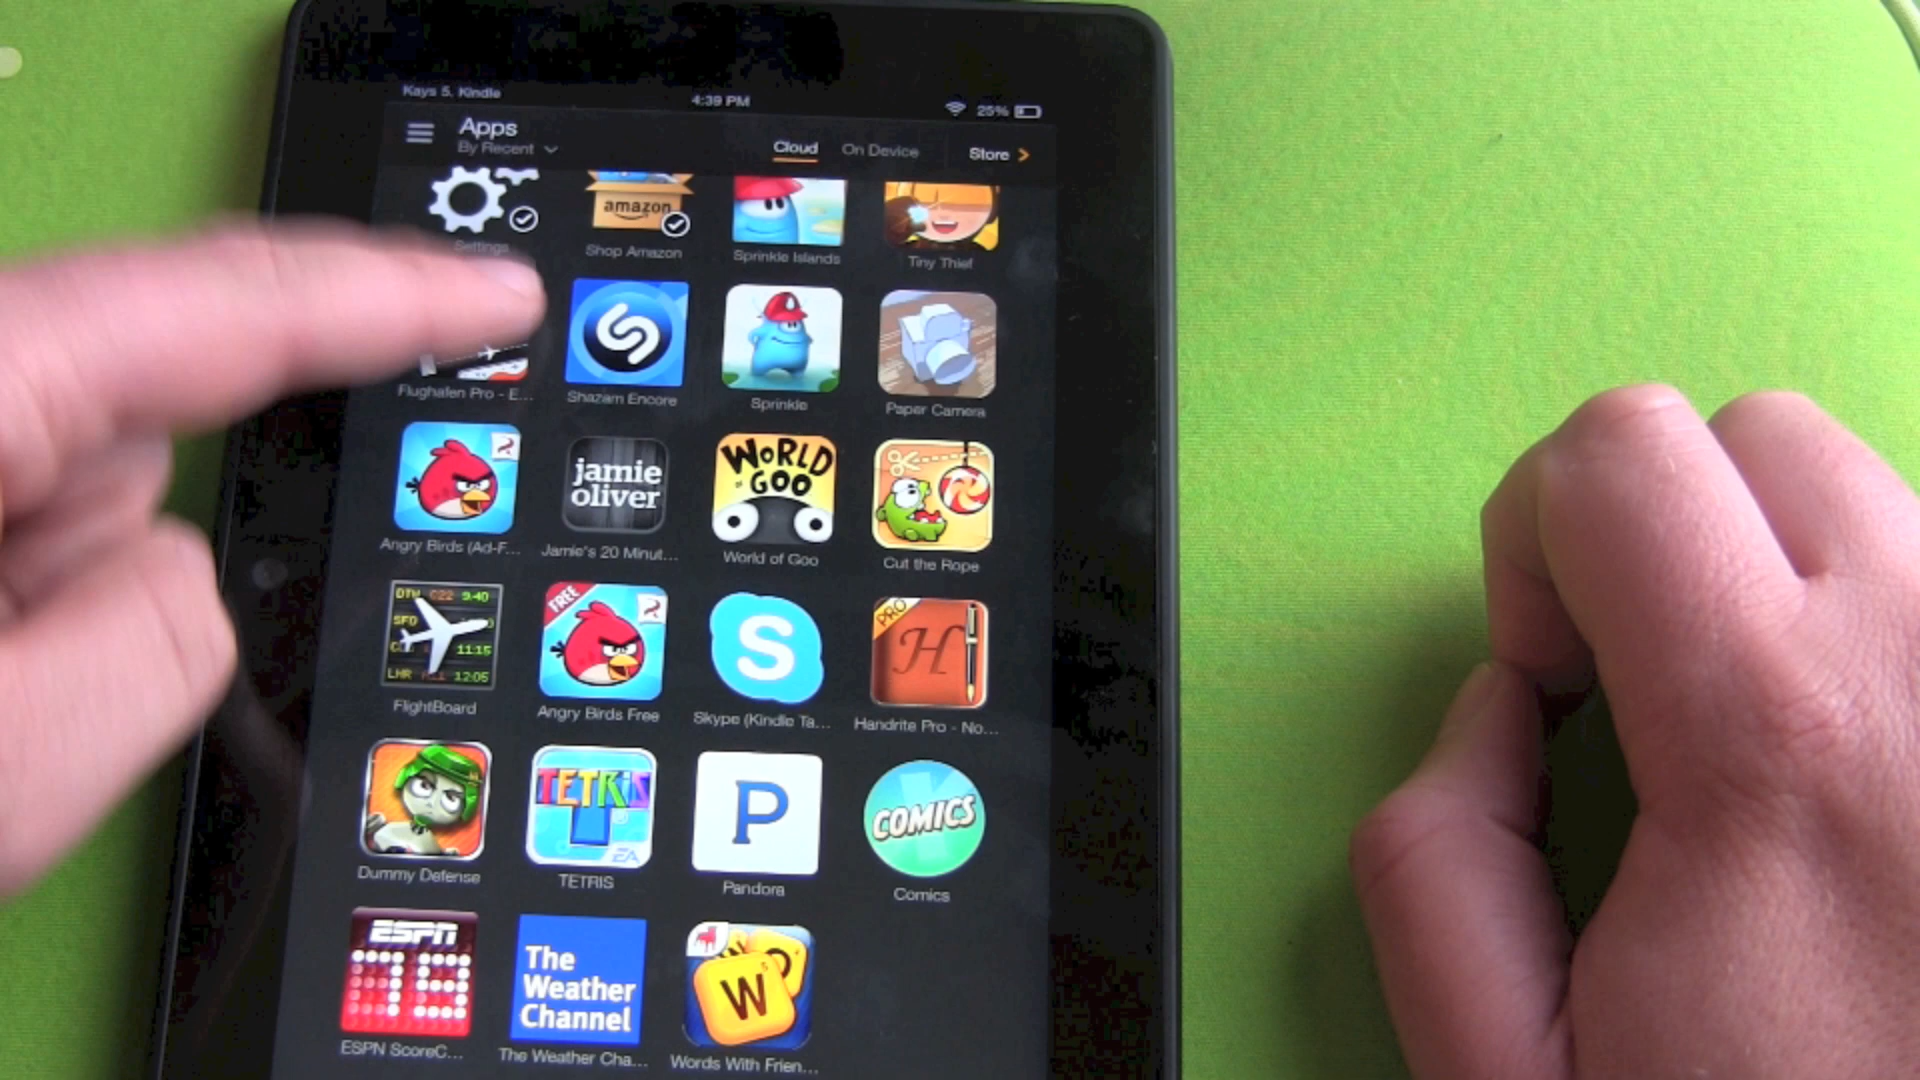 Kays 5. Kindle 4:39 PM 25%
Apps
By Recent Cloud On Device Store
amazon
Settings Shop Amazon Sprinkle Islands Tiny Thief
Flughafen Pro - E... Shazam Encore Sprinkle Paper Camera
jamie
oliver
WORLD
OF
GOO
Angry Birds (Ad-F... Jamie's 20 Minut... World of Goo Cut the Rope
DTW C22 9:40
SFO
11:15
LHR 12:05
FREE
S
PRO
H
FlightBoard Angry Birds Free Skype (Kindle Ta... Handrite Pro - No...
TETRIS
EA
P
COMICS
Dummy Defense TETRIS Pandora Comics
ESPN
The
Weather
Channel
W
ESPN ScoreC... The Weather Cha... Words With Frien...